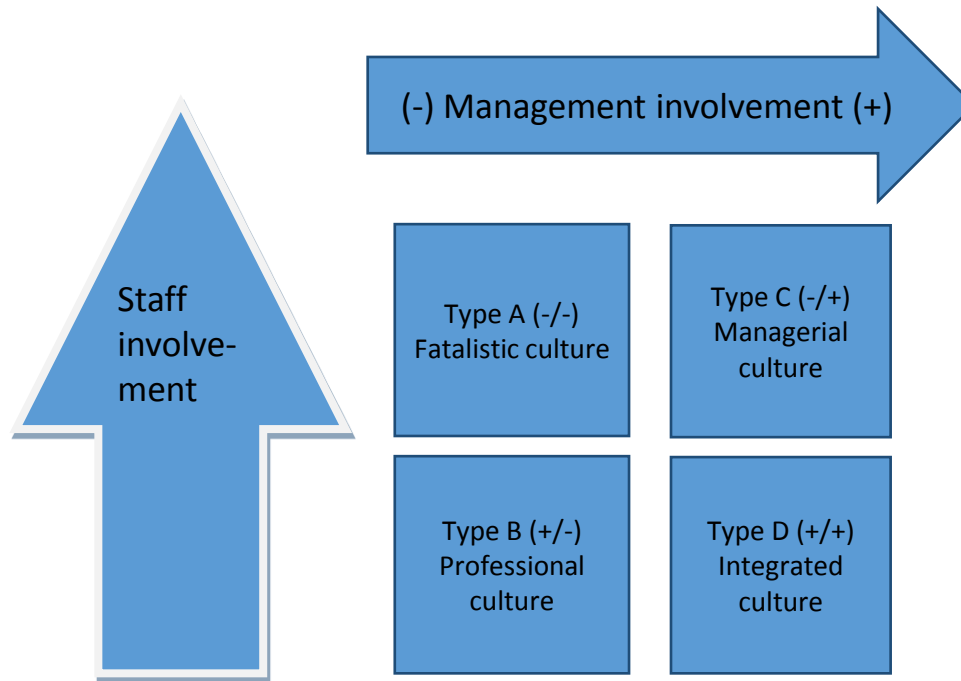 (-) Management involvement (+)
Staff
involve-
ment
Type A (-/-)
Fatalistic culture
Type C (-/+)
Managerial
culture
Type B (+/-)
Professional
culture
Type D (+/+)
Integrated
culture